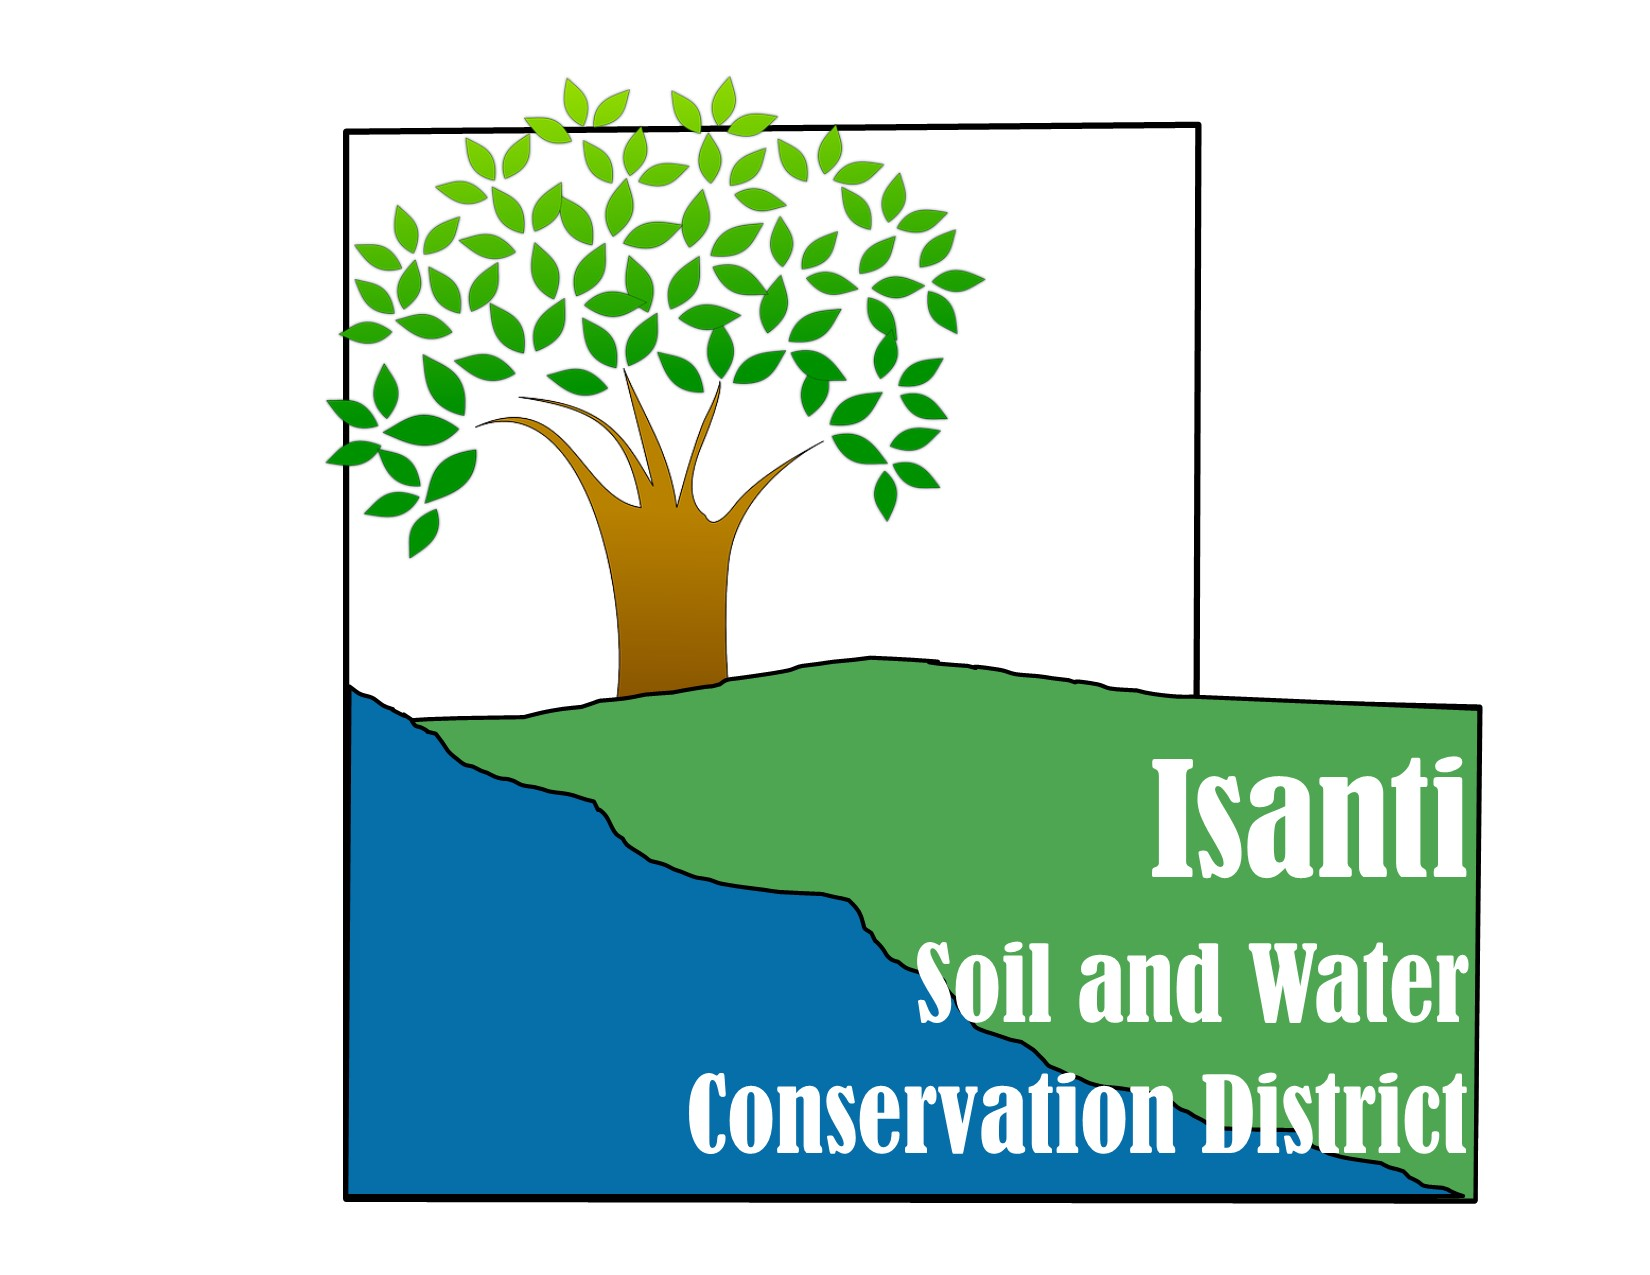 Isanti
Soil and Water
Conservation District